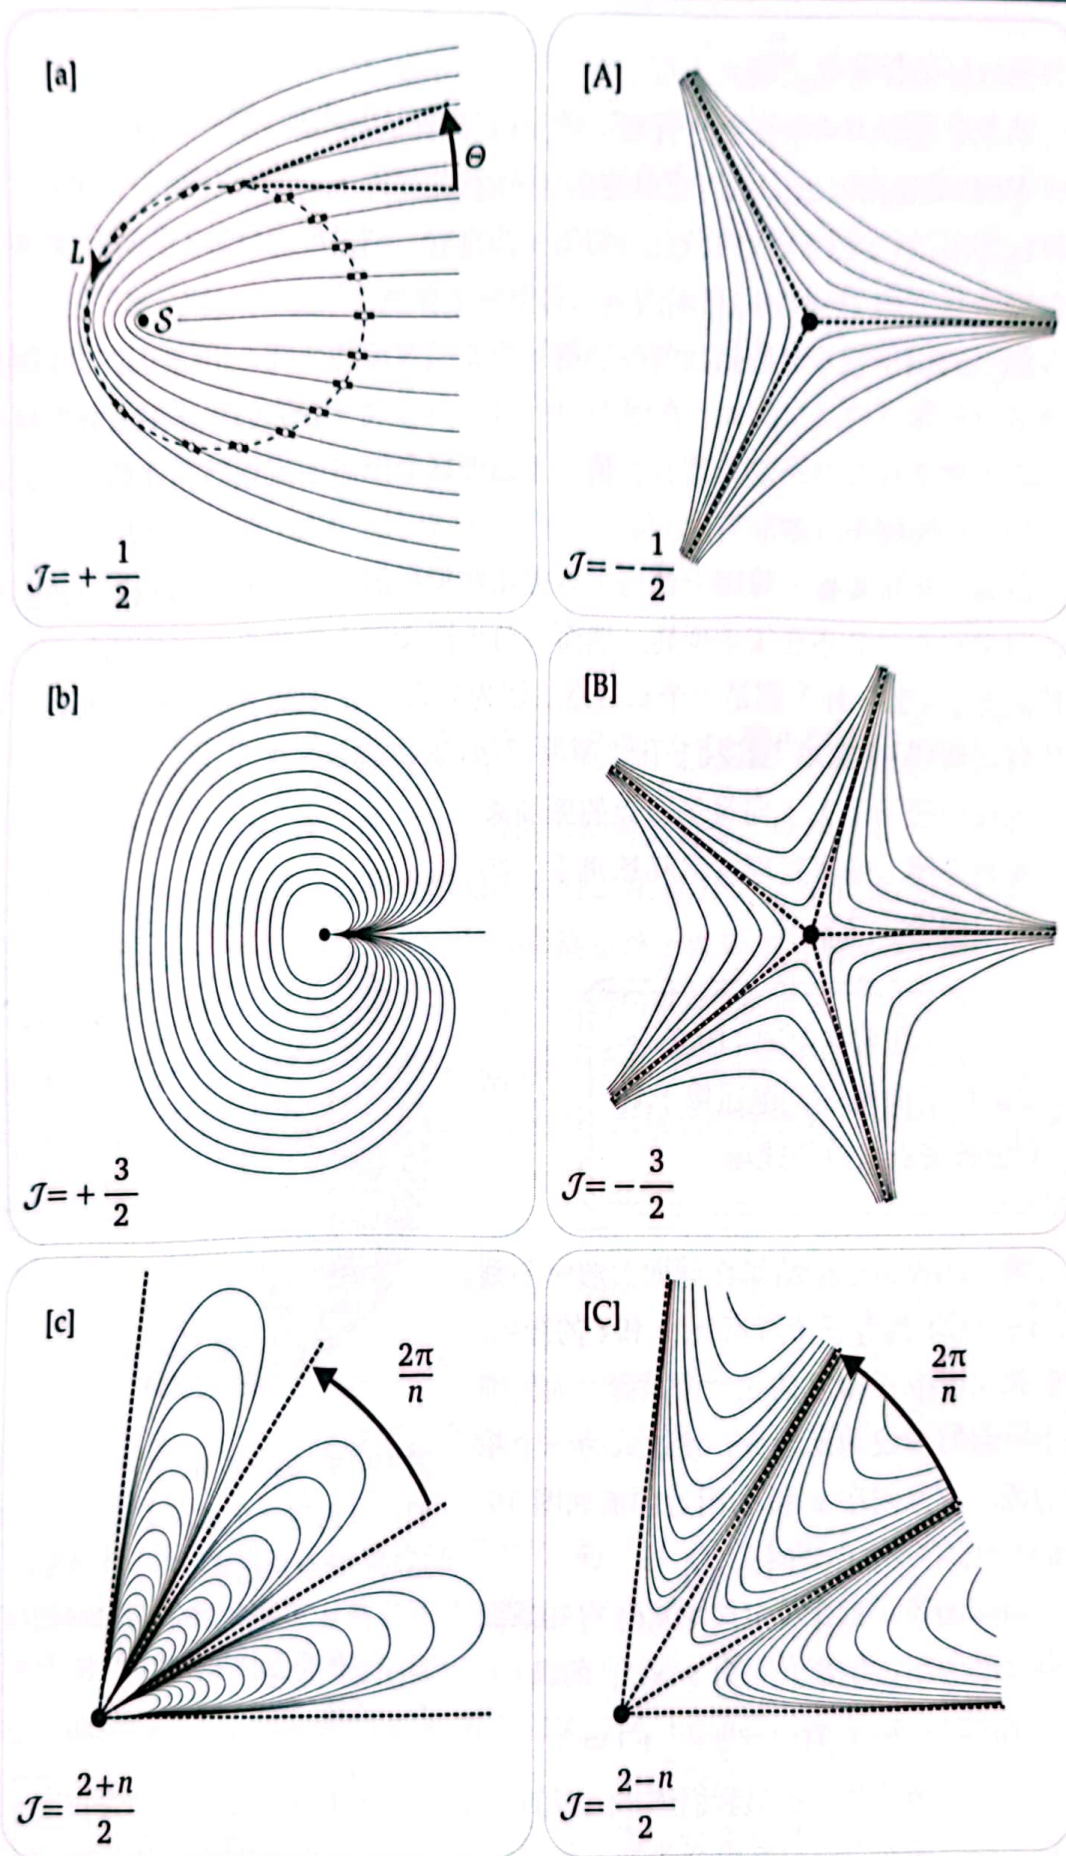 [a]
Θ
L
S
𝒥= + 1/2
[A]
𝒥= − 1/2
[b]
𝒥= + 3/2
[B]
𝒥= − 3/2
[c]
2π/n
𝒥= 2+n/2
[C]
2π/n
𝒥= 2−n/2